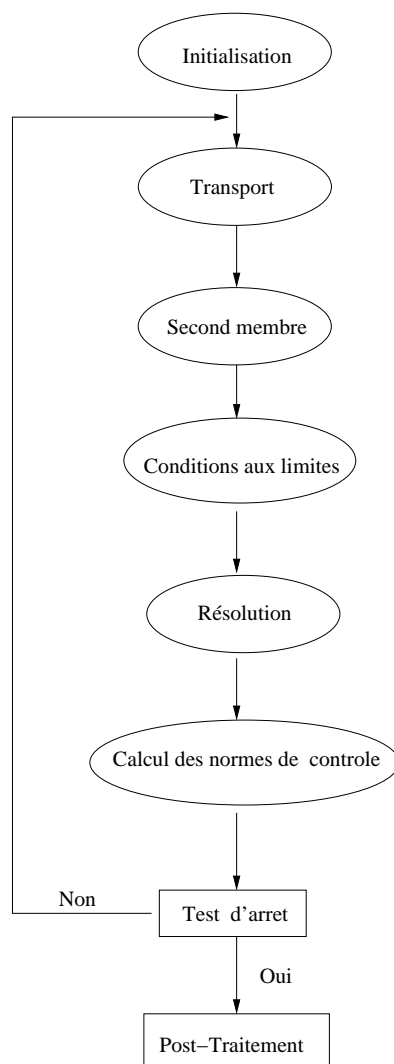 Initialisation
Transport
Second membre
Conditions aux limites
Résolution
Calcul des normes de controle
Non
Test d'arret
Oui
Post–Traitement